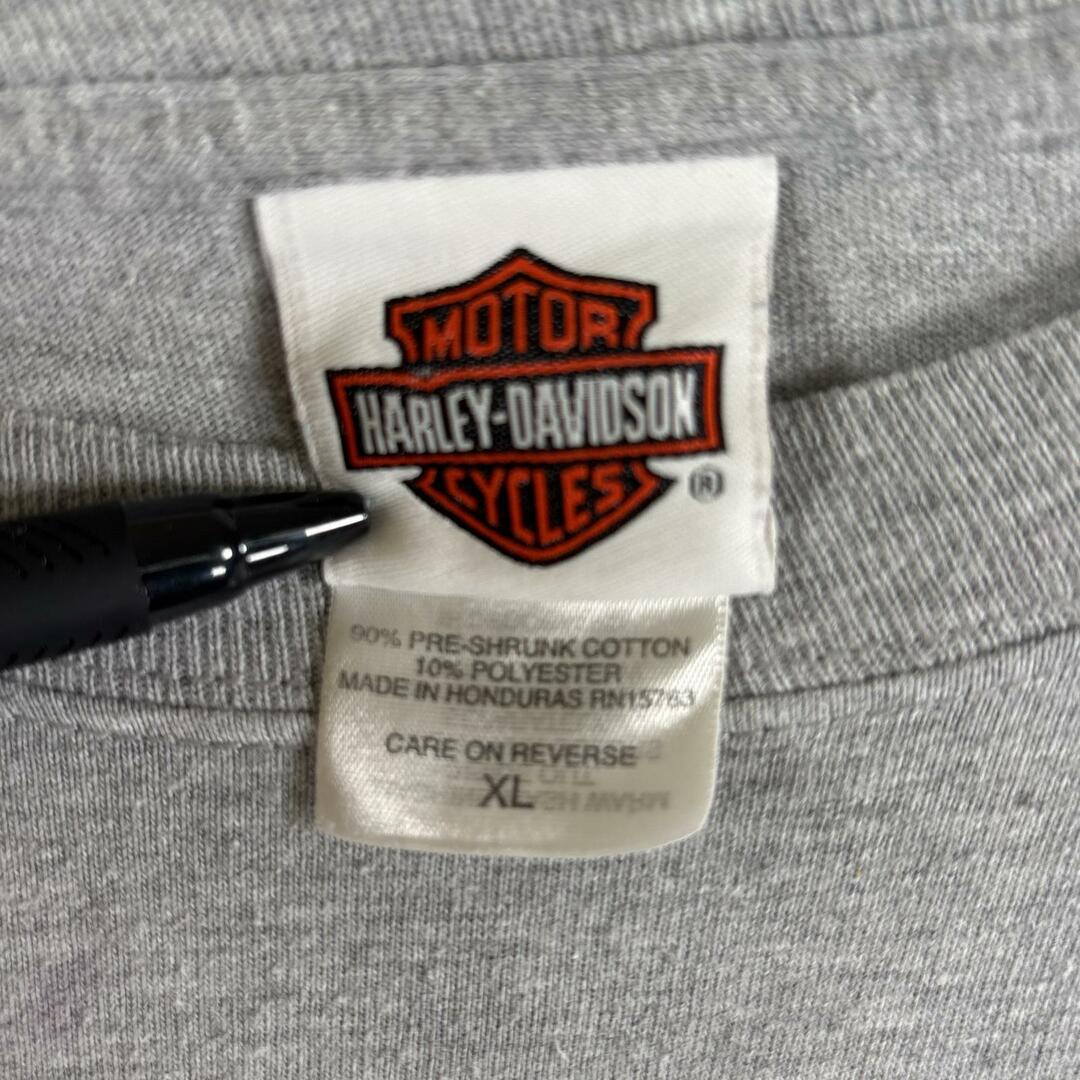 MOTOR
HARLEY-DAVIDSON
CYCLES
®
90% PRE-SHRUNK COTTON
10% POLYESTER
MADE IN HONDURAS RN15763
CARE ON REVERSE
XL